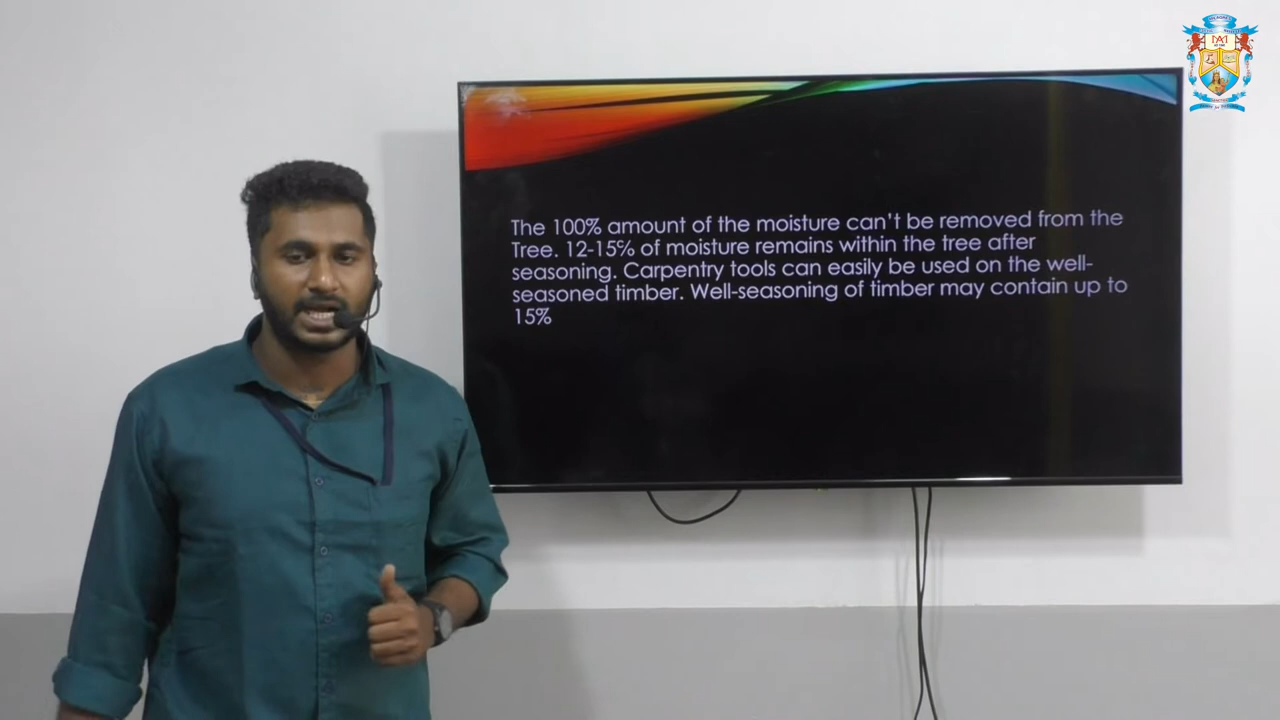 The 100% amount of the moisture can't be removed from the
Tree. 12-15% of moisture remains within the tree after
seasoning. Carpentry tools can easily be used on the well-
seasoned timber. Well-seasoning of timber may contain up to
15%